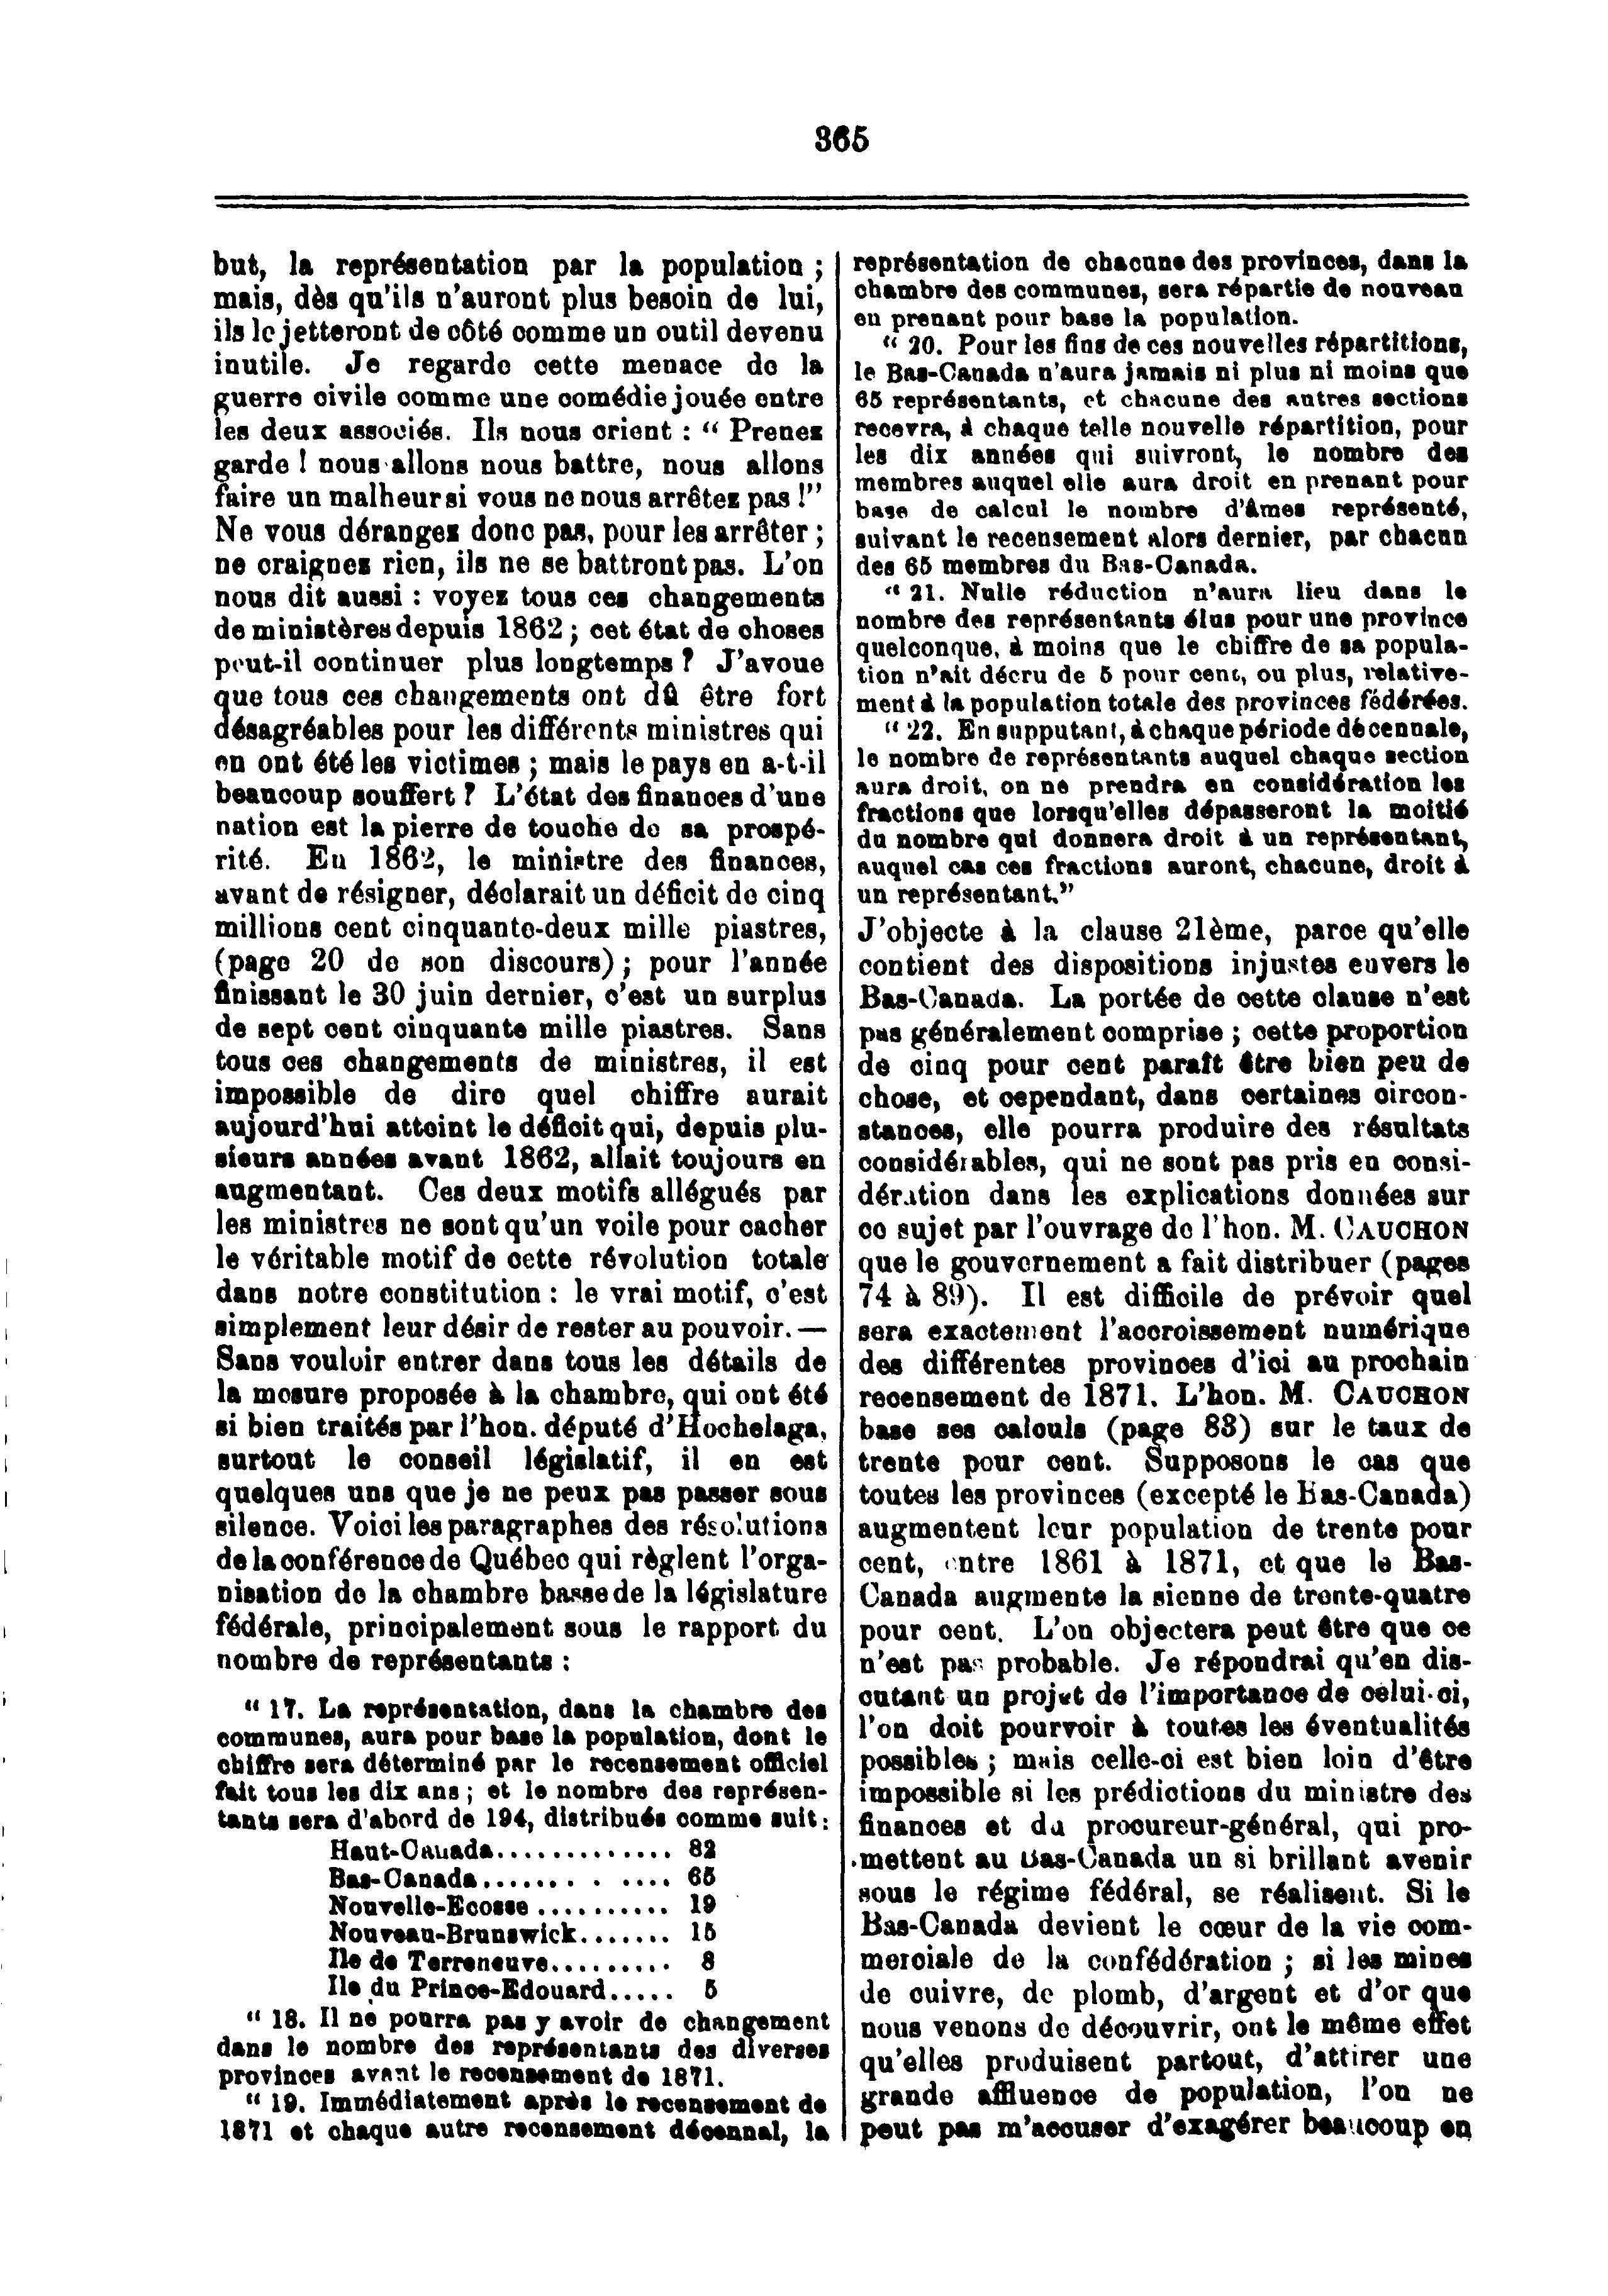 365
but, la représentation par la population ;
mais, dès qu'ils n'auront plus besoin de lui,
ils le jetteront de côté comme un outil devenu
inutile. Je regarde cette menace de la
guerre civile comme une comédie jouée entre
les deux associés. Ils nous crient : “ Prenez
garde ! nous allons nous battre, nous allons
faire un malheur si vous ne nous arrêtez pas !”
Ne vous dérangez donc pas, pour les arrêter ;
ne craignez rien, ils ne se battront pas. L'on
nous dit aussi : voyez tous ces changements
de ministères depuis 1862 ; cet état de choses
peut-il continuer plus longtemps ? J'avoue
que tous ces changements ont dû être fort
désagréables pour les différents ministres qui
en ont été les victimes ; mais le pays en a-t-il
beaucoup souffert ? L'état des finances d'une
nation est la pierre de touche de sa prospé-
rité. En 1862, le ministre des finances,
avant de résigner, déclarait un déficit de cinq
millions cent cinquante-deux mille piastres,
(page 20 de son discours) ; pour l'année
finissant le 30 juin dernier, c'est un surplus
de sept cent cinquante mille piastres. Sans
tous ces changements de ministres, il est
impossible de dire quel chiffre aurait
aujourd'hui atteint le déficit qui, depuis plu-
sieurs années avant 1862, allait toujours en
augmentant. Ces deux motifs allégués par
les ministres ne sont qu'un voile pour cacher
le véritable motif de cette révolution totale
dans notre constitution : le vrai motif, c'est
simplement leur désir de rester au pouvoir.—
Sans vouloir entrer dans tous les détails de
la mesure proposée à la chambre, qui ont été
si bien traités par l'hon. député d'Hochelaga,
surtout le conseil législatif, il en est
quelques uns que je ne peux pas passer sous
silence. Voici les paragraphes des résolutions
de la conférence de Québec qui règlent l'orga-
nisation de la chambre basse de la législature
fédérale, principalement sous le rapport du
nombre de représentants :
“ 17. La représentation, dans la chambre des
communes, aura pour base la population, dont le
chiffre sera déterminé par le recensement officiel
fait tous les dix ans ; et le nombre des représen-
tants sera d'abord de 194, distribués comme suit :
Haut-Canada............. 82
Bas-Canada....... . .... 65
Nouvelle-Ecosse .......... 19
Nouveau-Brunswick....... 15
Ile de Terreneuve......... 8
Ile du Prince-Edouard..... 5
“ 18. Il ne pourra pas y avoir de changement
dans le nombre des représentants des diverses
provinces avant le recensement de 1871.
“ 19. Immédiatement après le recensement de
1871 et chaque autre recensement décennal, la
représentation de chacune des provinces, dans la
chambre des communes, sera répartie de nouveau
en prenant pour base la population.
“ 20. Pour les fins de ces nouvelles répartitions,
le Bas-Canada n'aura jamais ni plus ni moins que
65 représentants, et chacune des autres sections
recevra, à chaque telle nouvelle répartition, pour
les dix années qui suivront, le nombre des
membres auquel elle aura droit en prenant pour
base de calcul le nombre d'âmes représenté,
suivant le recensement alors dernier, par chacun
des 65 membres du Bas-Canada.
“ 21. Nulle réduction n'aura lieu dans le
nombre des représentants élus pour une province
quelconque, à moins que le chiffre de sa popula-
tion n'ait décru de 5 pour cent, ou plus, relative-
ment à la population totale des provinces fédérées.
“ 22. En supputant, à chaque période décennale,
le nombre de représentants auquel chaque section
aura droit, on ne prendra en considération les
fractions que lorsqu'elles dépasseront la moitié
du nombre qui donnera droit à un représentant,
auquel cas ces fractions auront, chacune, droit à
un représentant.”
J'objecte à la clause 21ème, parce qu'elle
contient des dispositions injustes envers le
Bas-Canada. La portée de cette clause n'est
pas généralement comprise ; cette proportion
de cinq pour cent paraît être bien peu de
chose, et cependant, dans certaines circon-
stances, elle pourra produire des résultats
considérables, qui ne sont pas pris en consi-
dération dans les explications données sur
ce sujet par l'ouvrage de l'hon. M. CAUCHON
que le gouvernement a fait distribuer (pages
74 à 89). Il est difficile de prévoir quel
sera exactement l'accroissement numérique
des différentes provinces d'ici au prochain
recensement de 1871. L'hon. M. CAUCHON
base ses calculs (page 83) sur le taux de
trente pour cent. Supposons le cas que
toutes les provinces (excepté le Bas-Canada)
augmentent leur population de trente pour
cent, entre 1861 à 1871, et que le Bas-
Canada augmente la sienne de trente-quatre
pour cent. L'on objectera peut être que ce
n'est pas probable. Je répondrai qu'en dis-
cutant un projet de l'importance de celui-ci,
l'on doit pourvoir à toutes les éventualités
possibles ; mais celle-ci est bien loin d'être
impossible si les prédictions du ministre des
finances et du procureur-général, qui pro-
mettent au Bas-Canada un si brillant avenir
sous le régime fédéral, se réalisent. Si le
Bas-Canada devient le cœur de la vie com-
merciale de la confédération ; si les mines
de cuivre, de plomb, d'argent et d'or que
nous venons de découvrir, ont le même effet
qu'elles produisent partout, d'attirer une
grande affluence de population, l'on ne
peut pas m'accuser d'exagérer beaucoup en